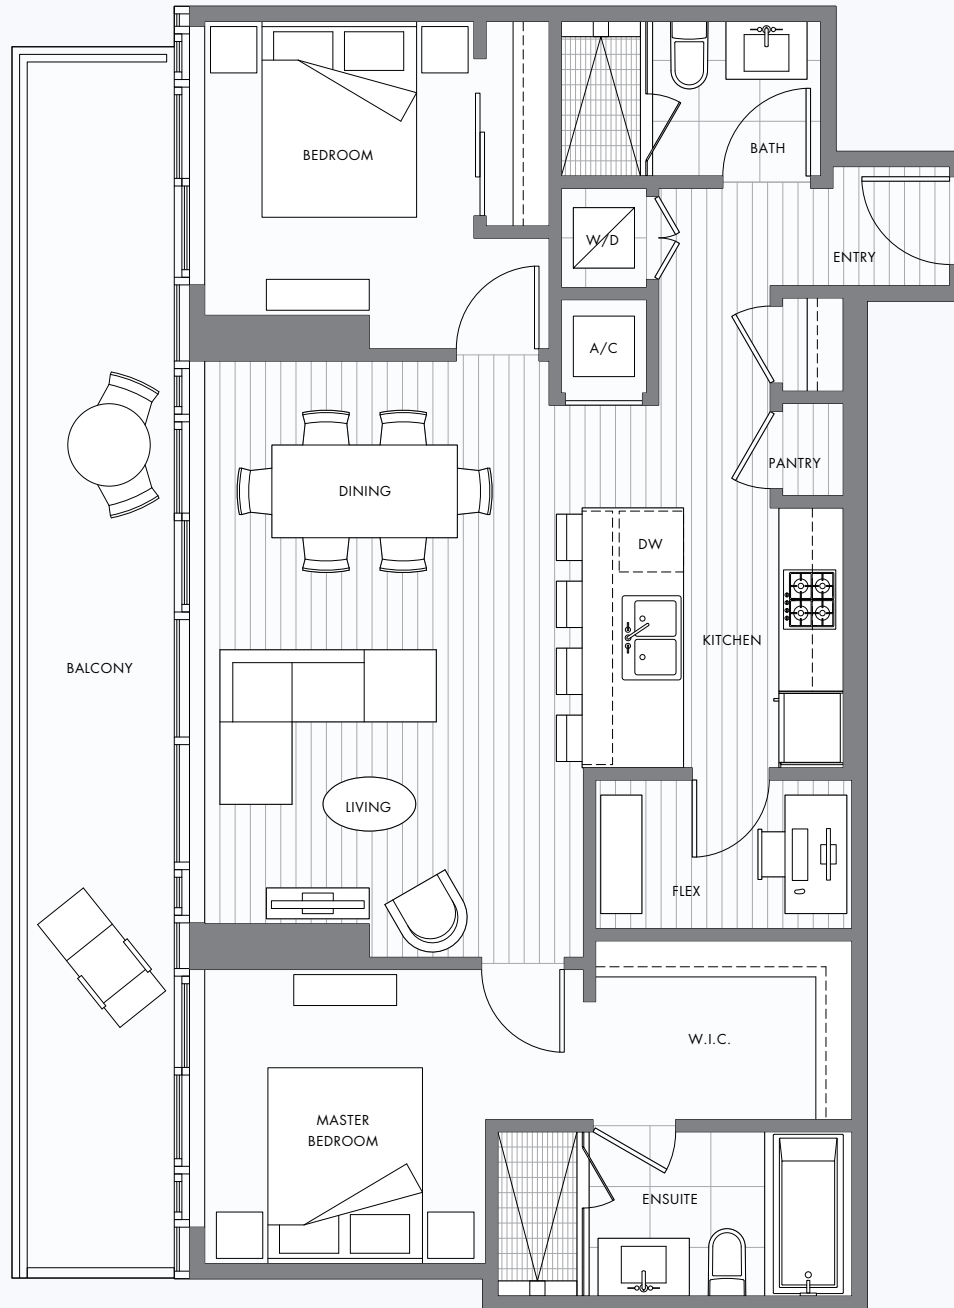 BEDROOM
BATH
W/D
ENTRY
A/C
PANTRY
DINING
DW
KITCHEN
BALCONY
LIVING
FLEX
W.I.C.
MASTER
BEDROOM
ENSUITE